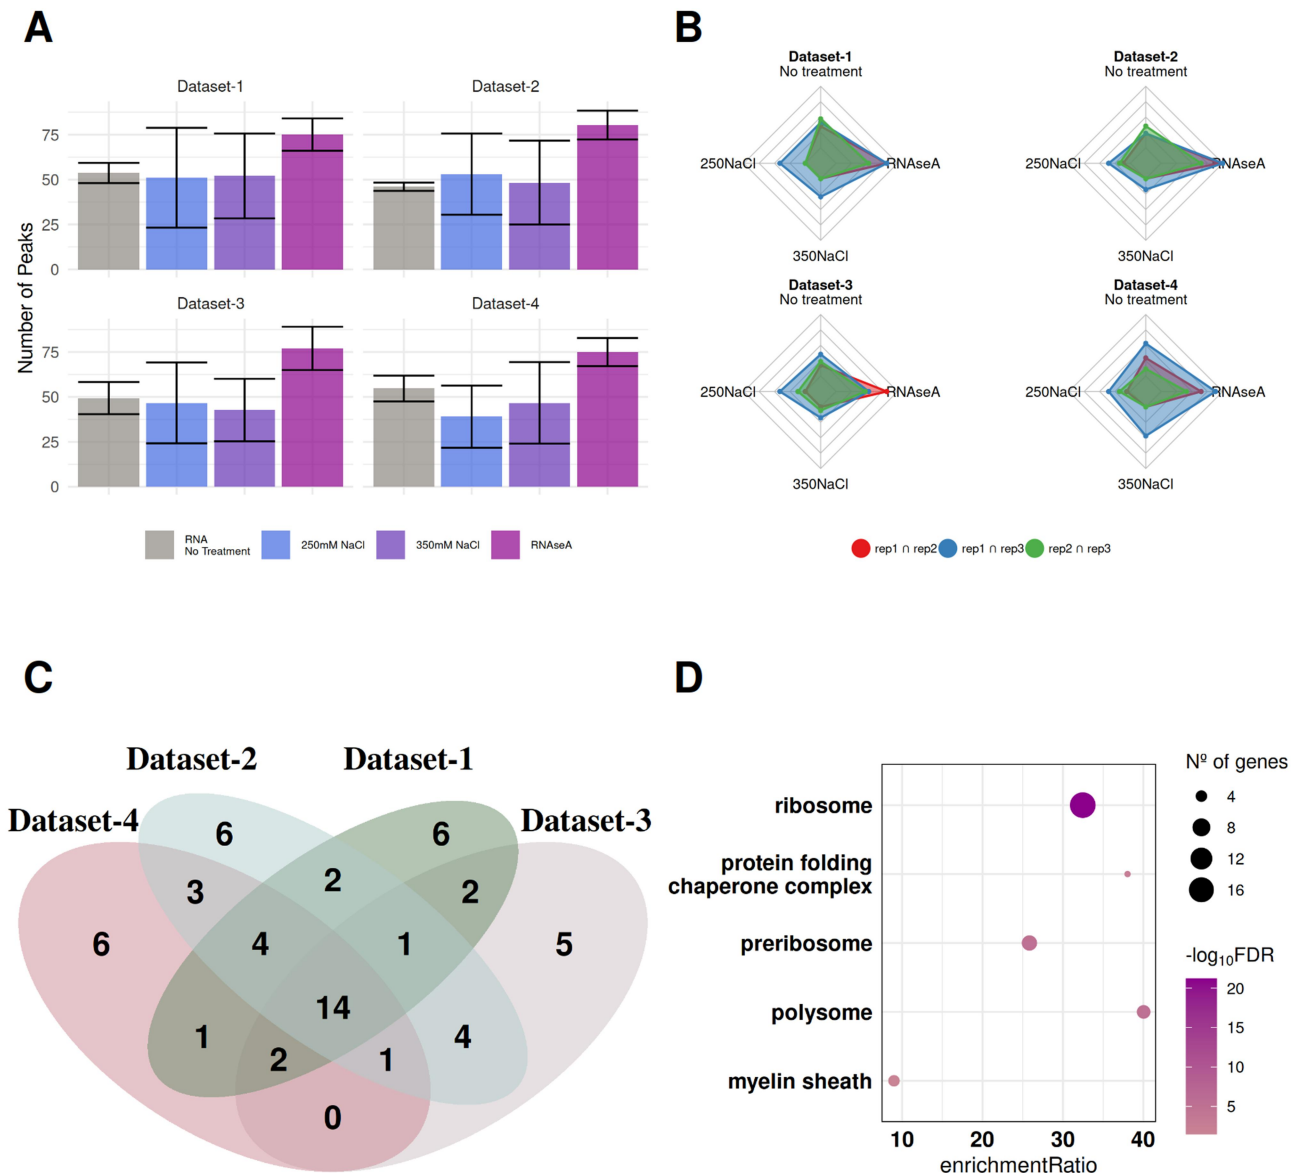 A
B
Dataset-1
Dataset-2
Number of Peaks
75
50
25
0
Dataset-3
Dataset-4
75
50
25
0
RNA
No Treatment
250mM NaCl
350mM NaCl
RNAseA
Dataset-1
No treatment
250NaCl
RNAseA
350NaCl
Dataset-2
No treatment
250NaCl
RNAseA
350NaCl
Dataset-3
No treatment
250NaCl
RNAseA
350NaCl
Dataset-4
No treatment
250NaCl
RNAseA
350NaCl
rep1 ∩ rep2
rep1 ∩ rep3
rep2 ∩ rep3
C
D
Dataset-2
Dataset-1
Dataset-4
Dataset-3
6
6
3
2
2
6
4
1
5
14
1
2
1
4
0
ribosome
protein folding
chaperone complex
preribosome
polysome
myelin sheath
10
20
30
40
enrichmentRatio
Nº of genes
4
8
12
16
-log₁₀FDR
20
15
10
5